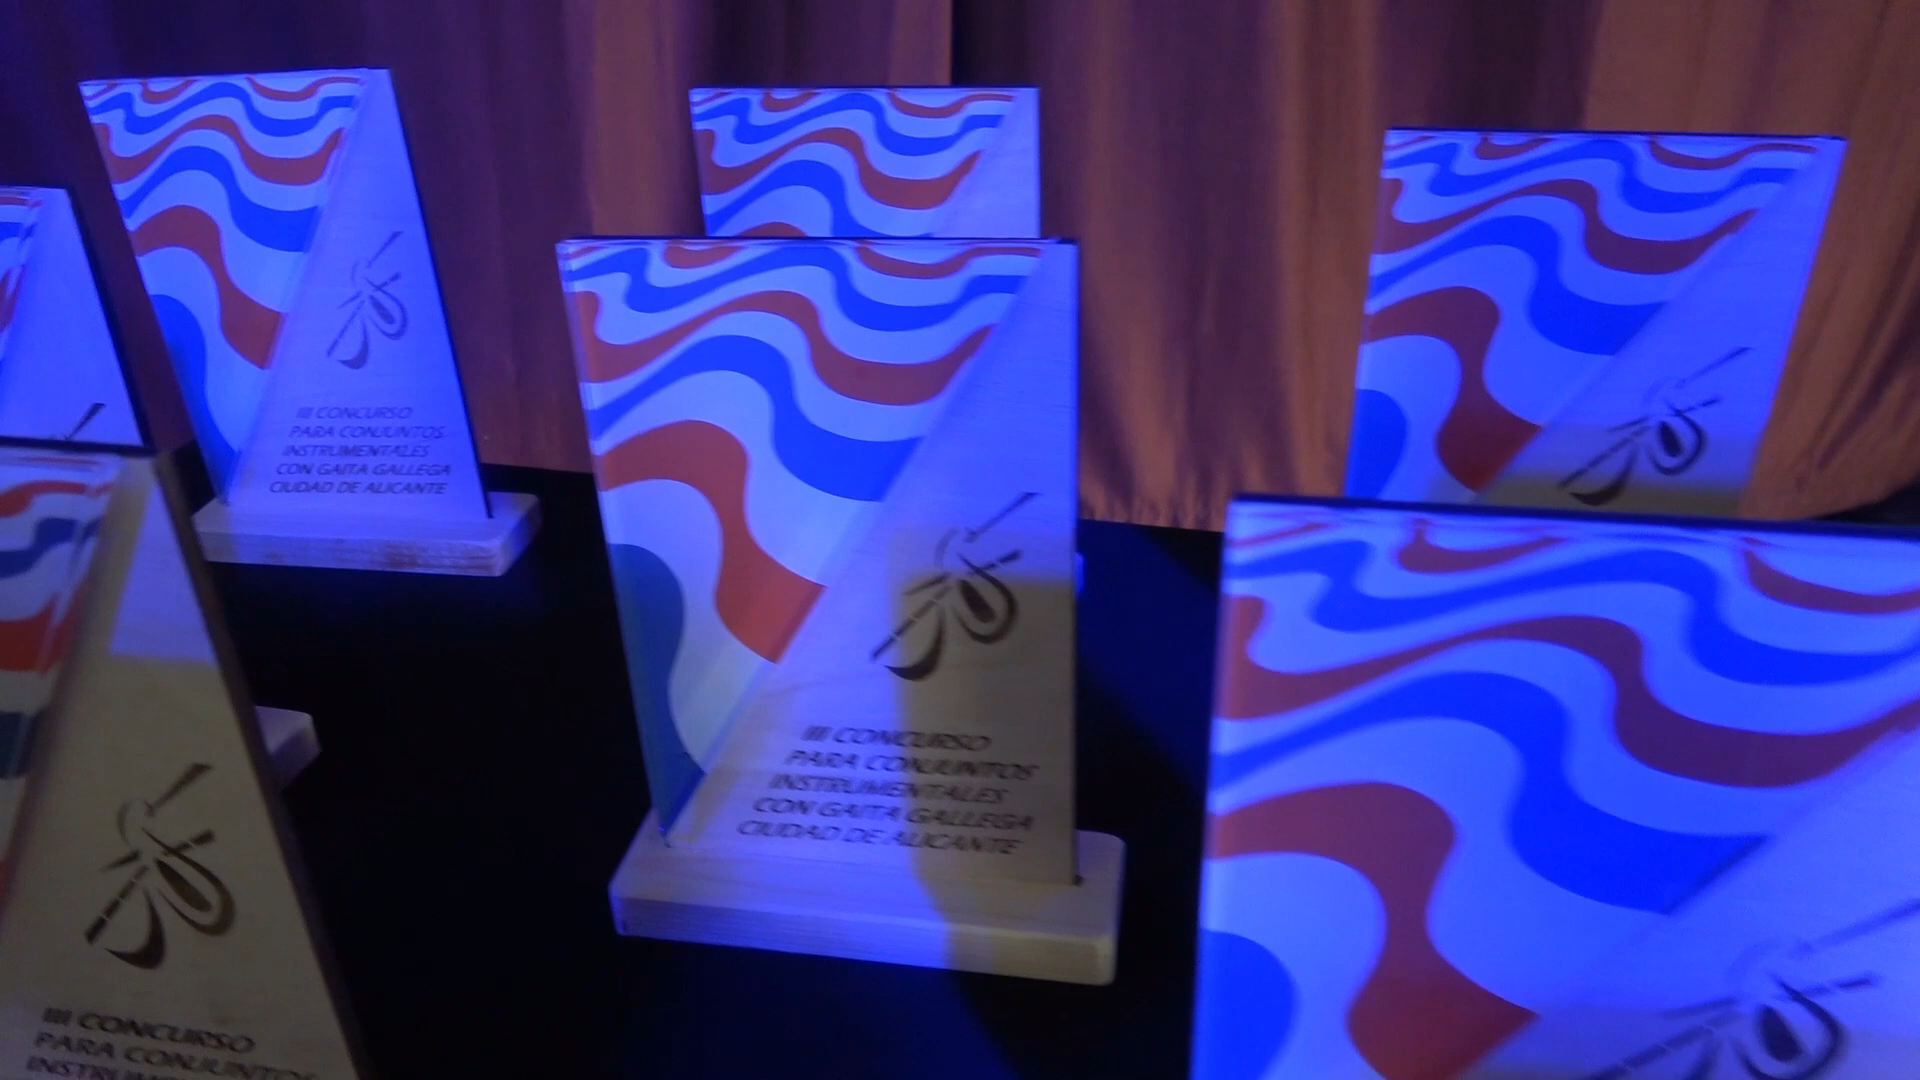 III CONCURSO
PARA CONJUNTOS
INSTRUMENTALES
CON GAITA GALLEGA
CIUDAD DE ALICANTE
III CONCURSO
PARA CONJUNTOS
INSTRUMENTALES
CON GAITA GALLEGA
CIUDAD DE ALICANTE
III CONCURSO
PARA CONJUNTOS